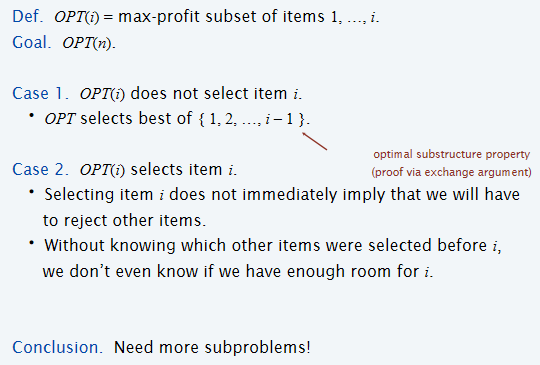 Def. OPT(i) = max-profit subset of items 1, …, i.
Goal. OPT(n).
Case 1. OPT(i) does not select item i.
• OPT selects best of { 1, 2, …, i – 1 }.
optimal substructure property
(proof via exchange argument)
Case 2. OPT(i) selects item i.
• Selecting item i does not immediately imply that we will have
to reject other items.
• Without knowing which other items were selected before i,
we don’t even know if we have enough room for i.
Conclusion. Need more subproblems!